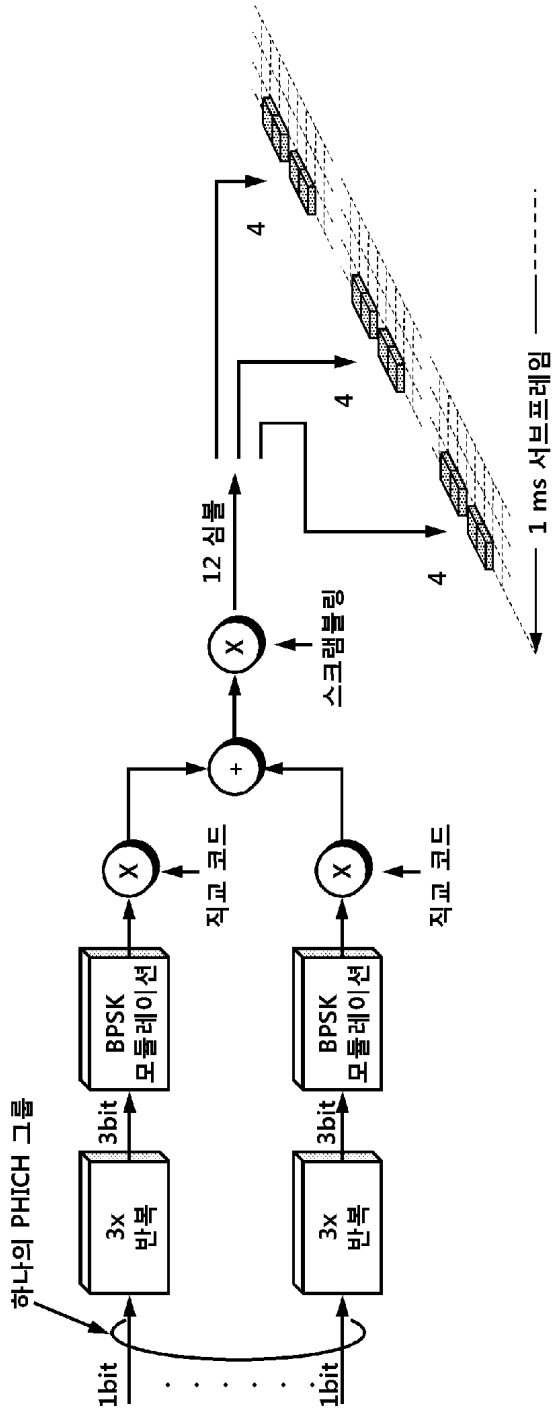 하나의 PHICH 그룹
1bit
3x
반복
3bit
BPSK
모듈레이션
X
직교 코드
1bit
3x
반복
3bit
BPSK
모듈레이션
X
직교 코드
+
X
스크램블링
12 심볼
4
4
4
1 ms 서브프레임